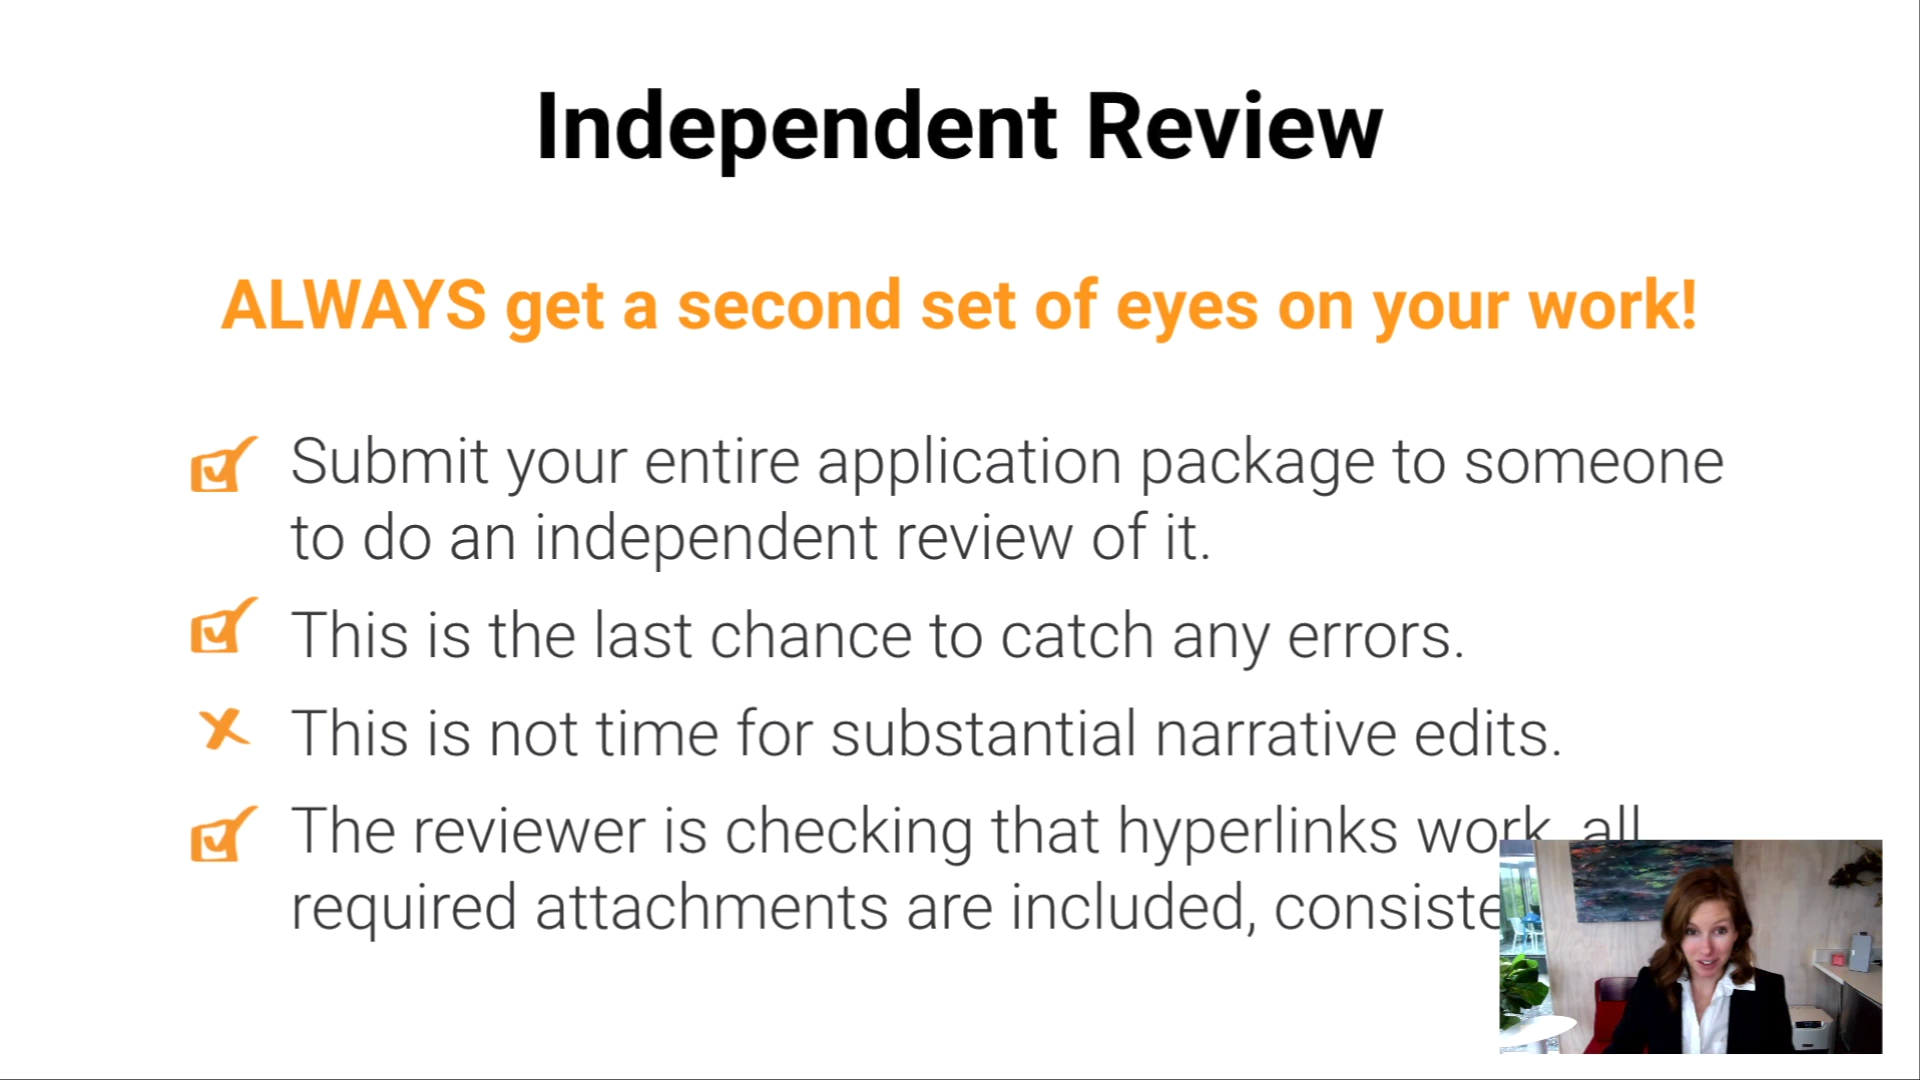 Independent Review
ALWAYS get a second set of eyes on your work!
Submit your entire application package to someone
to do an independent review of it.
This is the last chance to catch any errors.
This is not time for substantial narrative edits.
The reviewer is checking that hyperlinks work, all
required attachments are included,